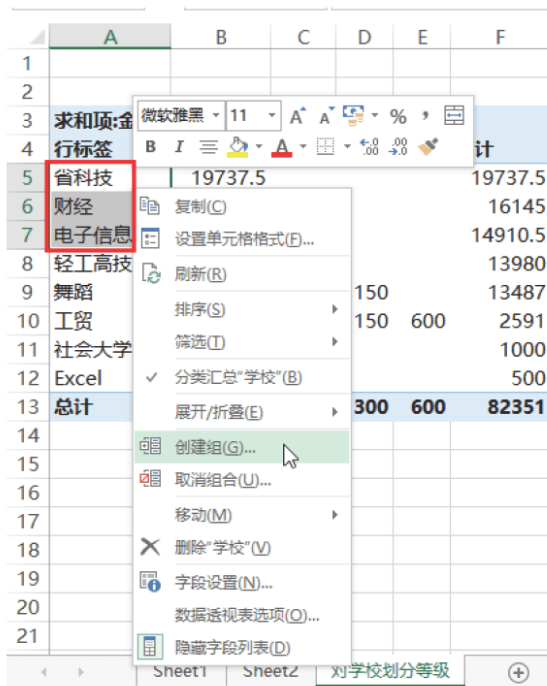 A B C D E F
1
2
3 求和项:金
4 行标签 计
5 省科技 19737.5 19737.5
6 财经 16145
7 电子信息 14910.5
8 轻工高技 13980
9 舞蹈 150 13487
10 工贸 150 600 2591
11 社会大学 1000
12 Excel 500
13 总计 300 600 82351
14
15
16
17
18
19
20
21
微软雅黑 11 A A % ,
B I A .00 .00
复制(C)
设置单元格格式(F)...
刷新(R)
排序(S)
筛选(T)
分类汇总"学校"(B)
展开/折叠(E)
创建组(G)...
取消组合(U)...
移动(M)
删除"学校"(V)
字段设置(N)...
数据透视表选项(O)...
隐藏字段列表(D)
Sheet1 Sheet2 对学校划分等级